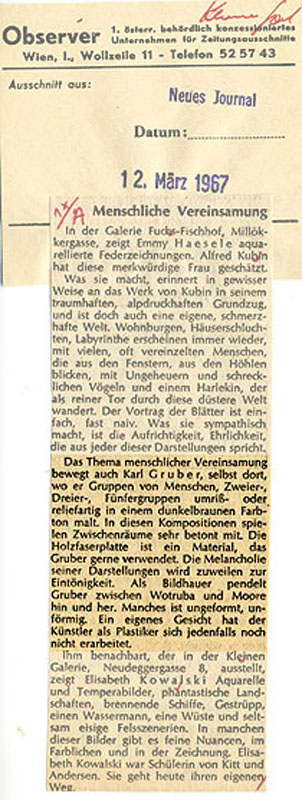 Observer
1. österr. behördlich konzessioniertes
Unternehmen für Zeitungsausschnitte
Wien, I., Wollzeile 11 - Telefon 52 57 43
Ausschnitt aus:
Neues Journal
Datum:
12. März 1967
Menschliche Vereinsamung
In der Galerie Fuchs-Fischhof, Millök-
kergasse, zeigt Emmy Haesele aqua-
rellierte Federzeichnungen. Alfred Kubin
hat diese merkwürdige Frau geschätzt.
Was sie macht, erinnert in gewisser
Weise an das Werk von Kubin in seinem
traumhaften, alpdruckhaften Grundzug,
und ist doch auch eine eigene, schmerz-
hafte Welt. Wohnburgen, Häuserschluch-
ten, Labyrinthe erscheinen immer wieder,
mit vielen, oft vereinzelten Menschen,
die aus den Fenstern, aus den Höhlen
blicken, mit Ungeheuern und schreck-
lichen Vögeln und einem Harlekin, der
als reiner Tor durch diese düstere Welt
wandert. Der Vortrag der Blätter ist ein-
fach, fast naiv. Was sie sympathisch
macht, ist die Aufrichtigkeit, Ehrlichkeit,
die aus jeder dieser Darstellungen spricht.
Das Thema menschlicher Vereinsamung
bewegt auch Karl Gruber, selbst dort,
wo er Gruppen von Menschen, Zweier-,
Dreier-, Fünfergruppen umriß- oder
reliefartig in einem dunkelbraunen Farb-
ton malt. In diesen Kompositionen spie-
len Zwischenräume sehr betont mit. Die
Holzfaserplatte ist ein Material, das
Gruber gerne verwendet. Die Melancholie
seiner Darstellungen wird zuweilen zur
Eintönigkeit. Als Bildhauer pendelt
Gruber zwischen Wotruba und Moore
hin und her. Manches ist ungeformt, un-
förmig. Ein eigenes Gesicht hat der
Künstler als Plastiker sich jedenfalls noch
nicht erarbeitet.
Ihm benachbart, der in der Kleinen
Galerie, Neudeggergasse 8, ausstellt,
zeigt Elisabeth Kowalski Aquarelle
und Temperabilder, phantastische Land-
schaften, brennende Schiffe, Gestrüpp,
einen Wassermann, eine Wüste und selt-
sam eisige Felsszenerien. In manchen
dieser Bilder gibt es feine Nuancen, im
Farblichen und in der Zeichnung. Elisa-
beth Kowalski war Schülerin von Kitt und
Andersen. Sie geht heute ihren eigenen
Weg.